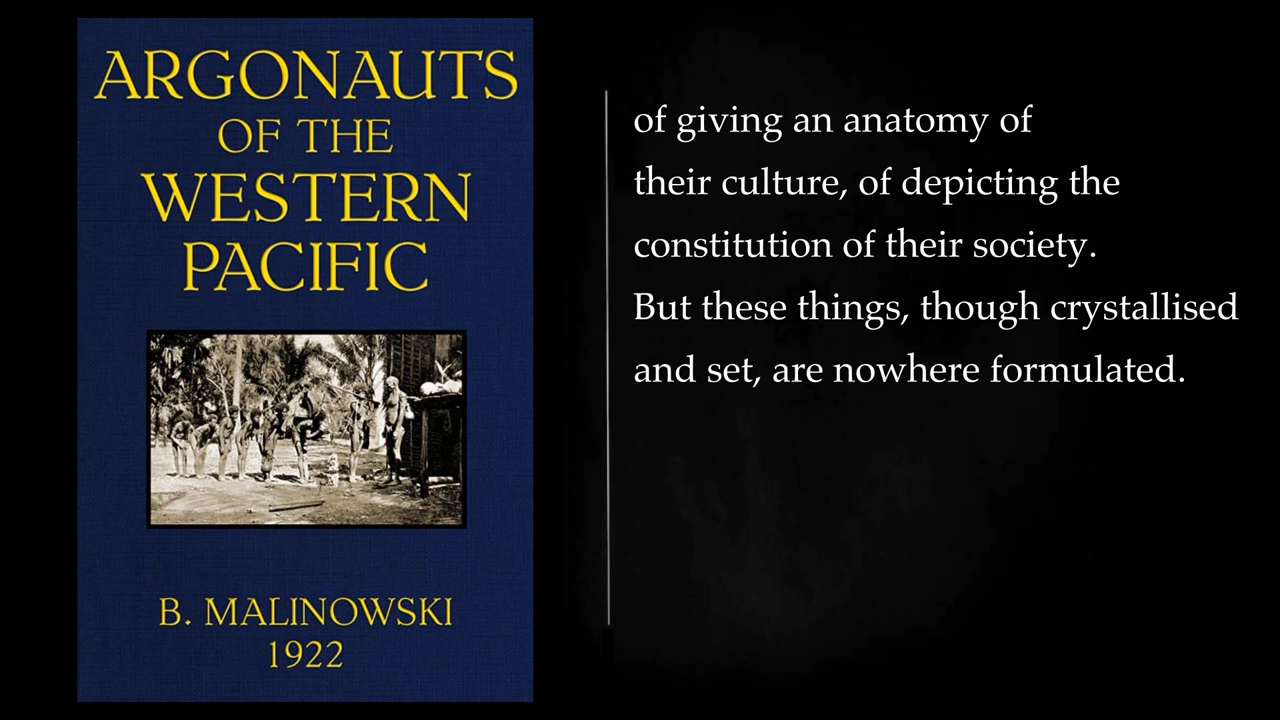 ARGONAUTS
OF THE
WESTERN
PACIFIC
B. MALINOWSKI
1922
of giving an anatomy of
their culture, of depicting the
constitution of their society.
But these things, though crystallised
and set, are nowhere formulated.